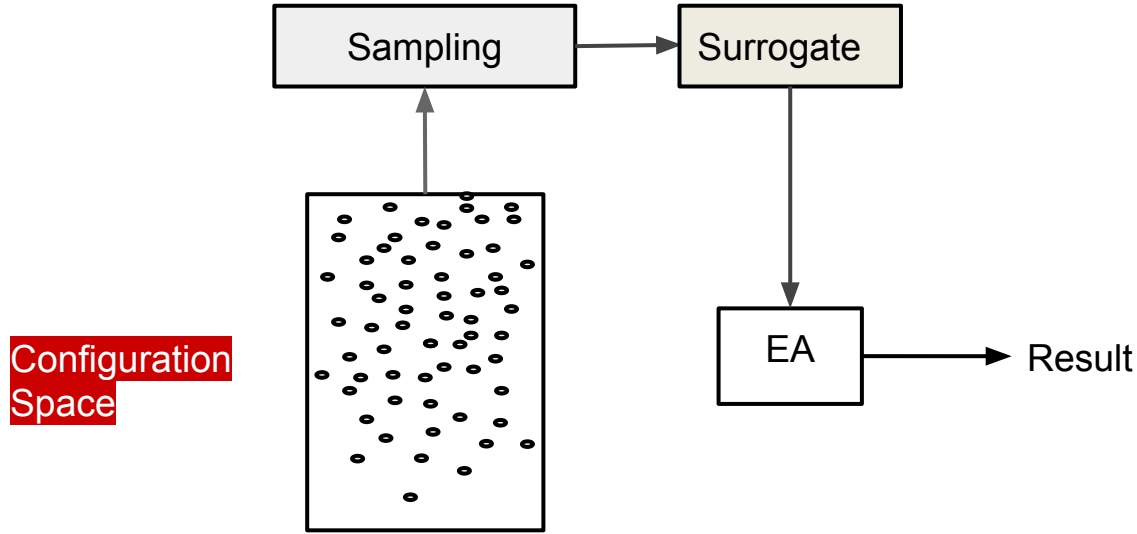 Sampling
Surrogate
Configuration
Space
EA
Result